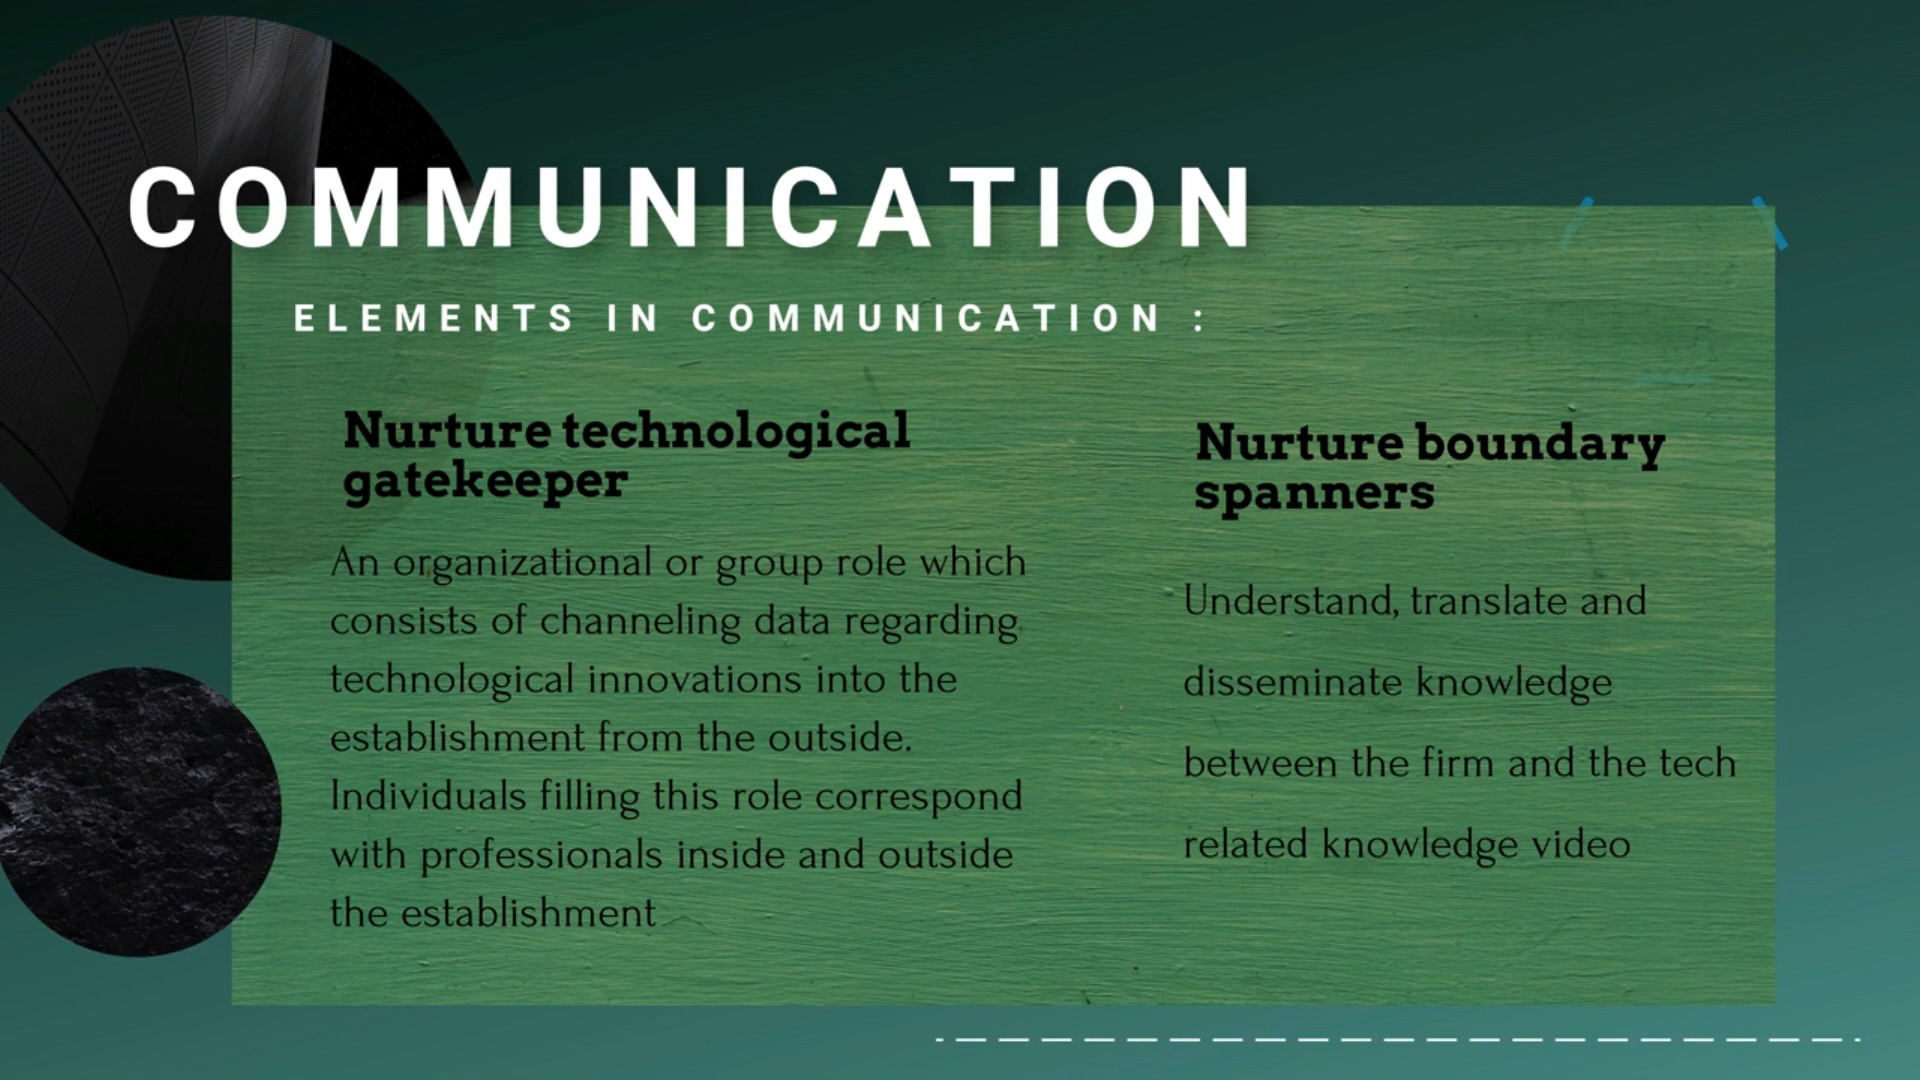 COMMUNICATION
ELEMENTS IN COMMUNICATION :
Nurture technological
gatekeeper
An organizational or group role which
consists of channeling data regarding
technological innovations into the
establishment from the outside.
Individuals filling this role correspond
with professionals inside and outside
the establishment
Nurture boundary
spanners
Understand, translate and
disseminate knowledge
between the firm and the tech
related knowledge video